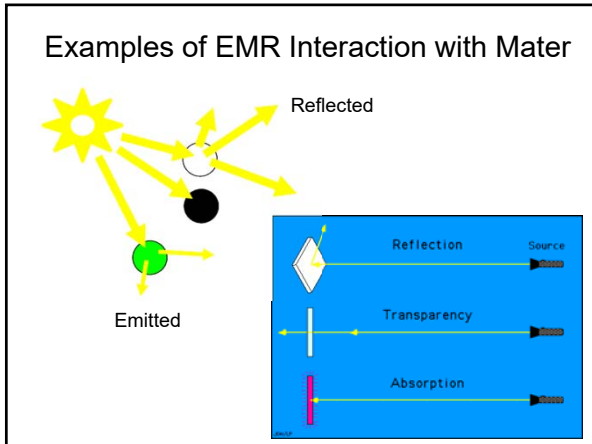 Examples of EMR Interaction with Mater
Reflected
Emitted
Reflection
Source
Transparency
Absorption